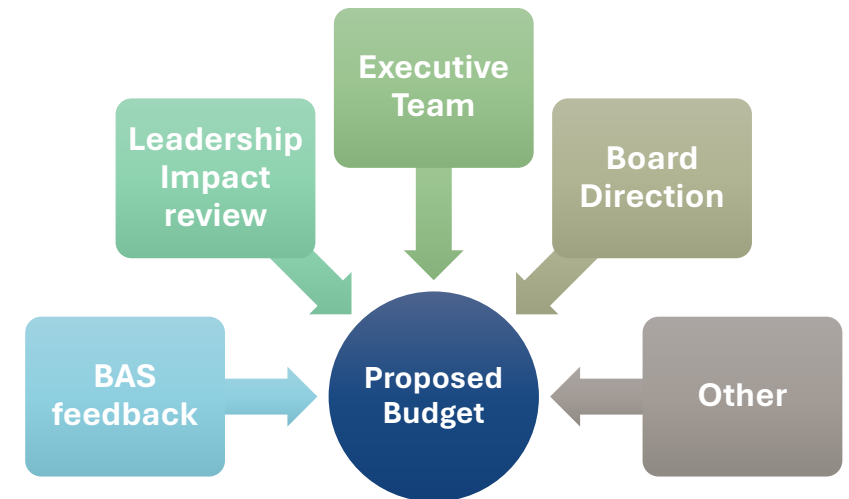 Executive
Team
Leadership
Impact
review
Board
Direction
BAS
feedback
Proposed
Budget
Other